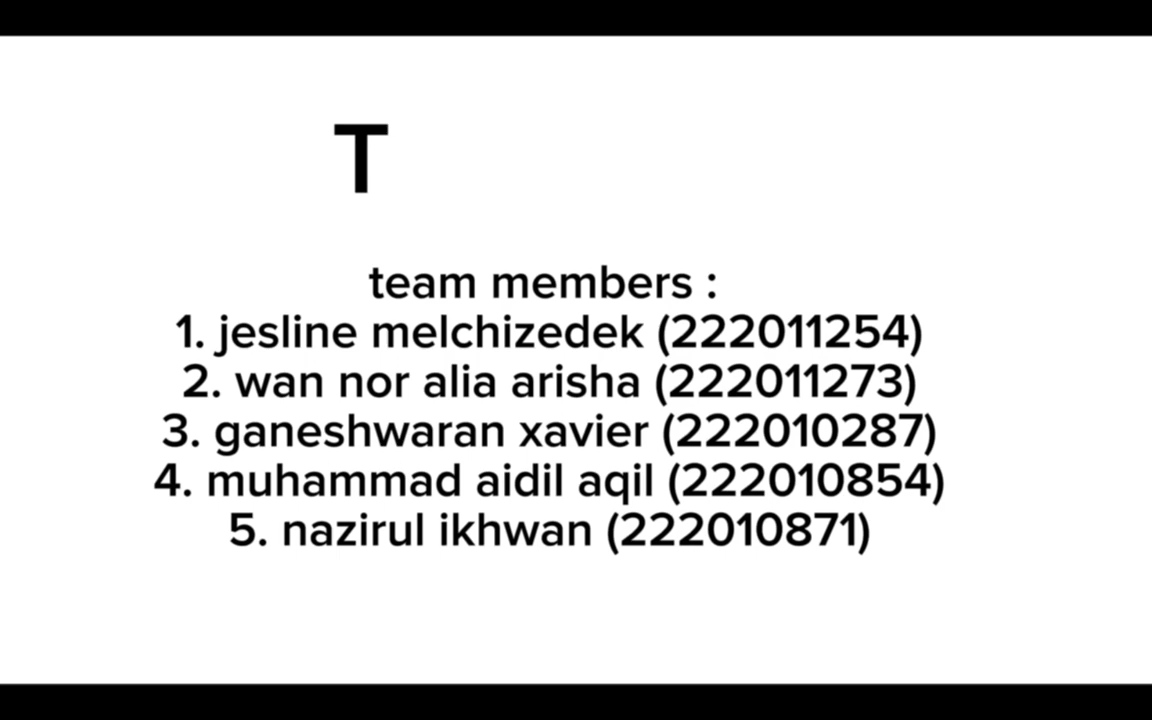 T
team members :
1. jesline melchizedek (222011254)
2. wan nor alia arisha (222011273)
3. ganeshwaran xavier (222010287)
4. muhammad aidil aqil (222010854)
5. nazirul ikhwan (222010871)